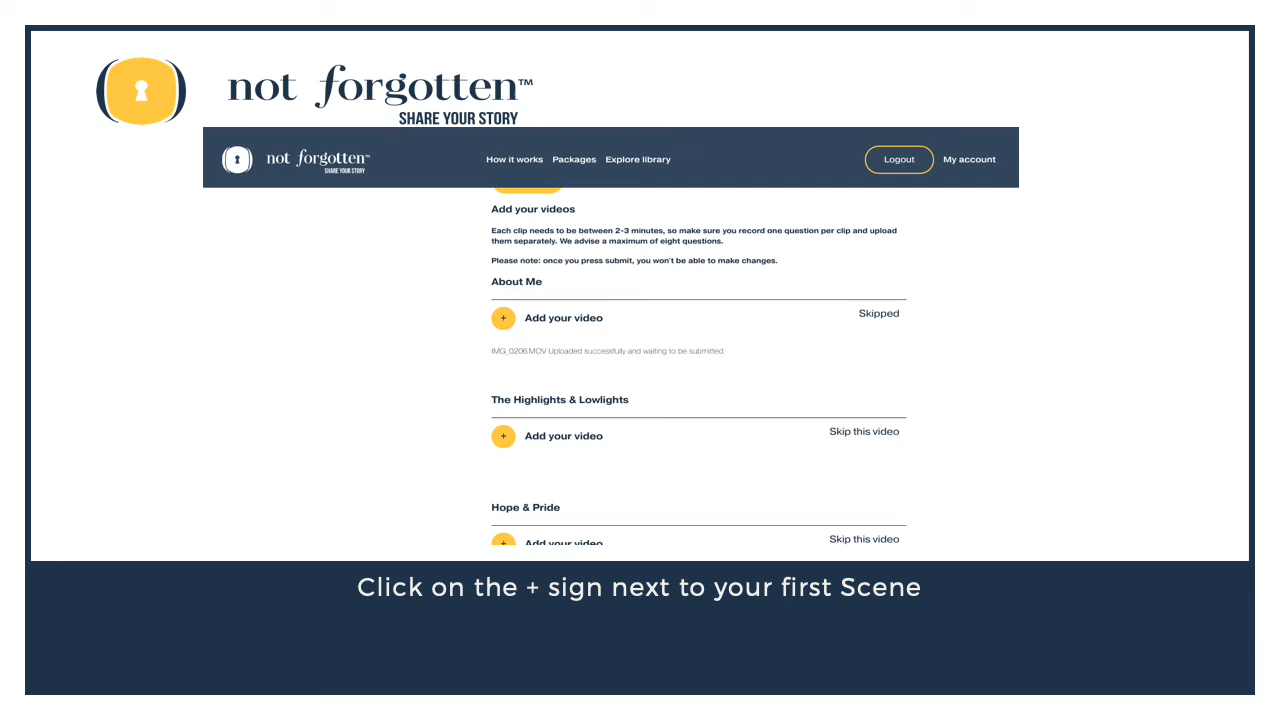 not forgotten™
SHARE YOUR STORY
not forgotten™
SHARE YOUR STORY
How it works Packages Explore library
Logout My account
Add your videos
Each clip needs to be between 2-3 minutes, so make sure you record one question per clip and upload
them separately. We advise a maximum of eight questions.
Please note: once you press submit, you won't be able to make changes.
About Me
+ Add your video Skipped
IMG_0206.MOV Uploaded successfully and waiting to be submitted.
The Highlights & Lowlights
+ Add your video Skip this video
Hope & Pride
+ Add your video Skip this video
Click on the + sign next to your first Scene